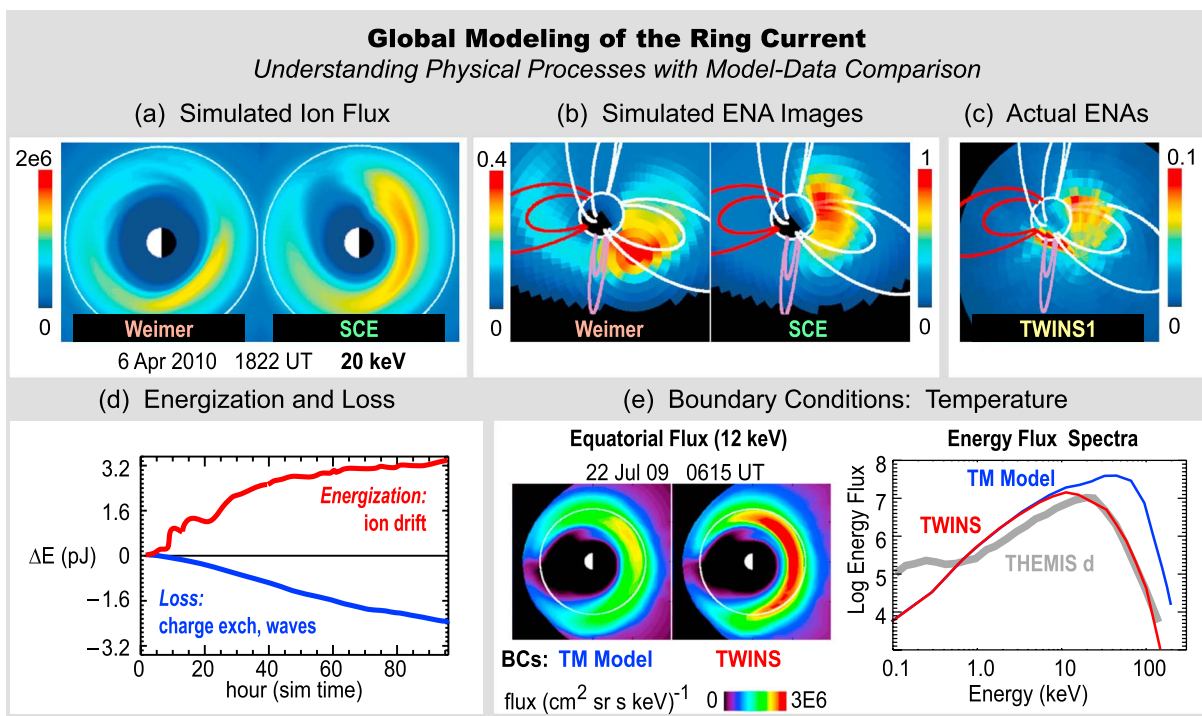 Global Modeling of the Ring Current
Understanding Physical Processes with Model-Data Comparison
(a) Simulated Ion Flux
(b) Simulated ENA Images
(c) Actual ENAs
2e6
0
Weimer
SCE
6 Apr 2010 1822 UT 20 keV
0.4
0
Weimer
SCE
1
0
TWINS1
0.1
0
(d) Energization and Loss
ΔE (pJ)
3.2
1.6
0
−1.6
−3.2
Energization:
ion drift
Loss:
charge exch, waves
0 20 40 60 80
hour (sim time)
(e) Boundary Conditions: Temperature
Equatorial Flux (12 keV)
22 Jul 09 0615 UT
BCs: TM Model TWINS
flux (cm² sr s keV)⁻¹ 0 3E6
Energy Flux Spectra
Log Energy Flux
8
7
6
5
4
TM Model
TWINS
THEMIS d
0.1 1.0 10 100
Energy (keV)